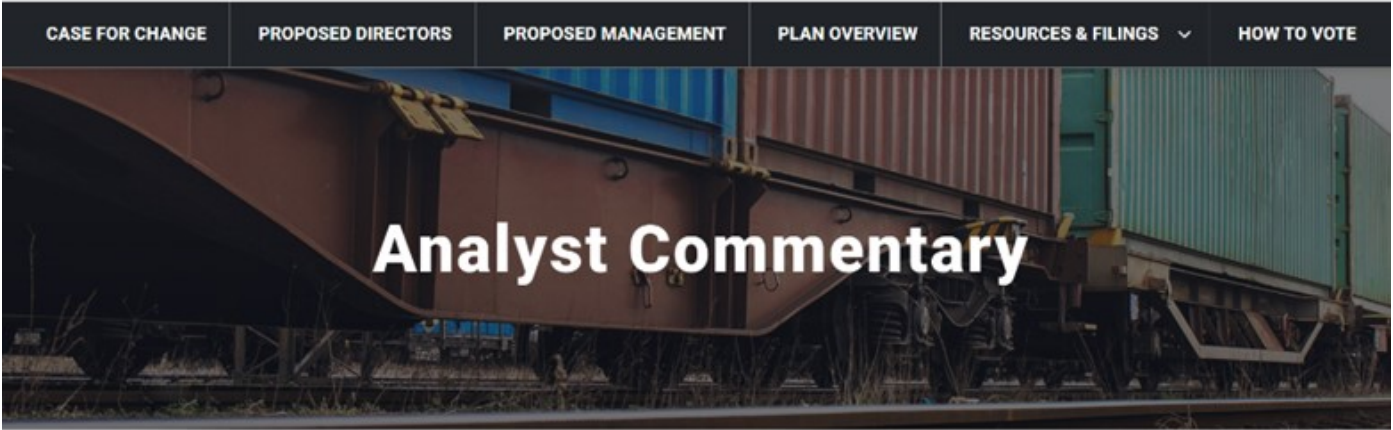 CASE FOR CHANGE PROPOSED DIRECTORS PROPOSED MANAGEMENT PLAN OVERVIEW RESOURCES & FILINGS HOW TO VOTE
Analyst Commentary